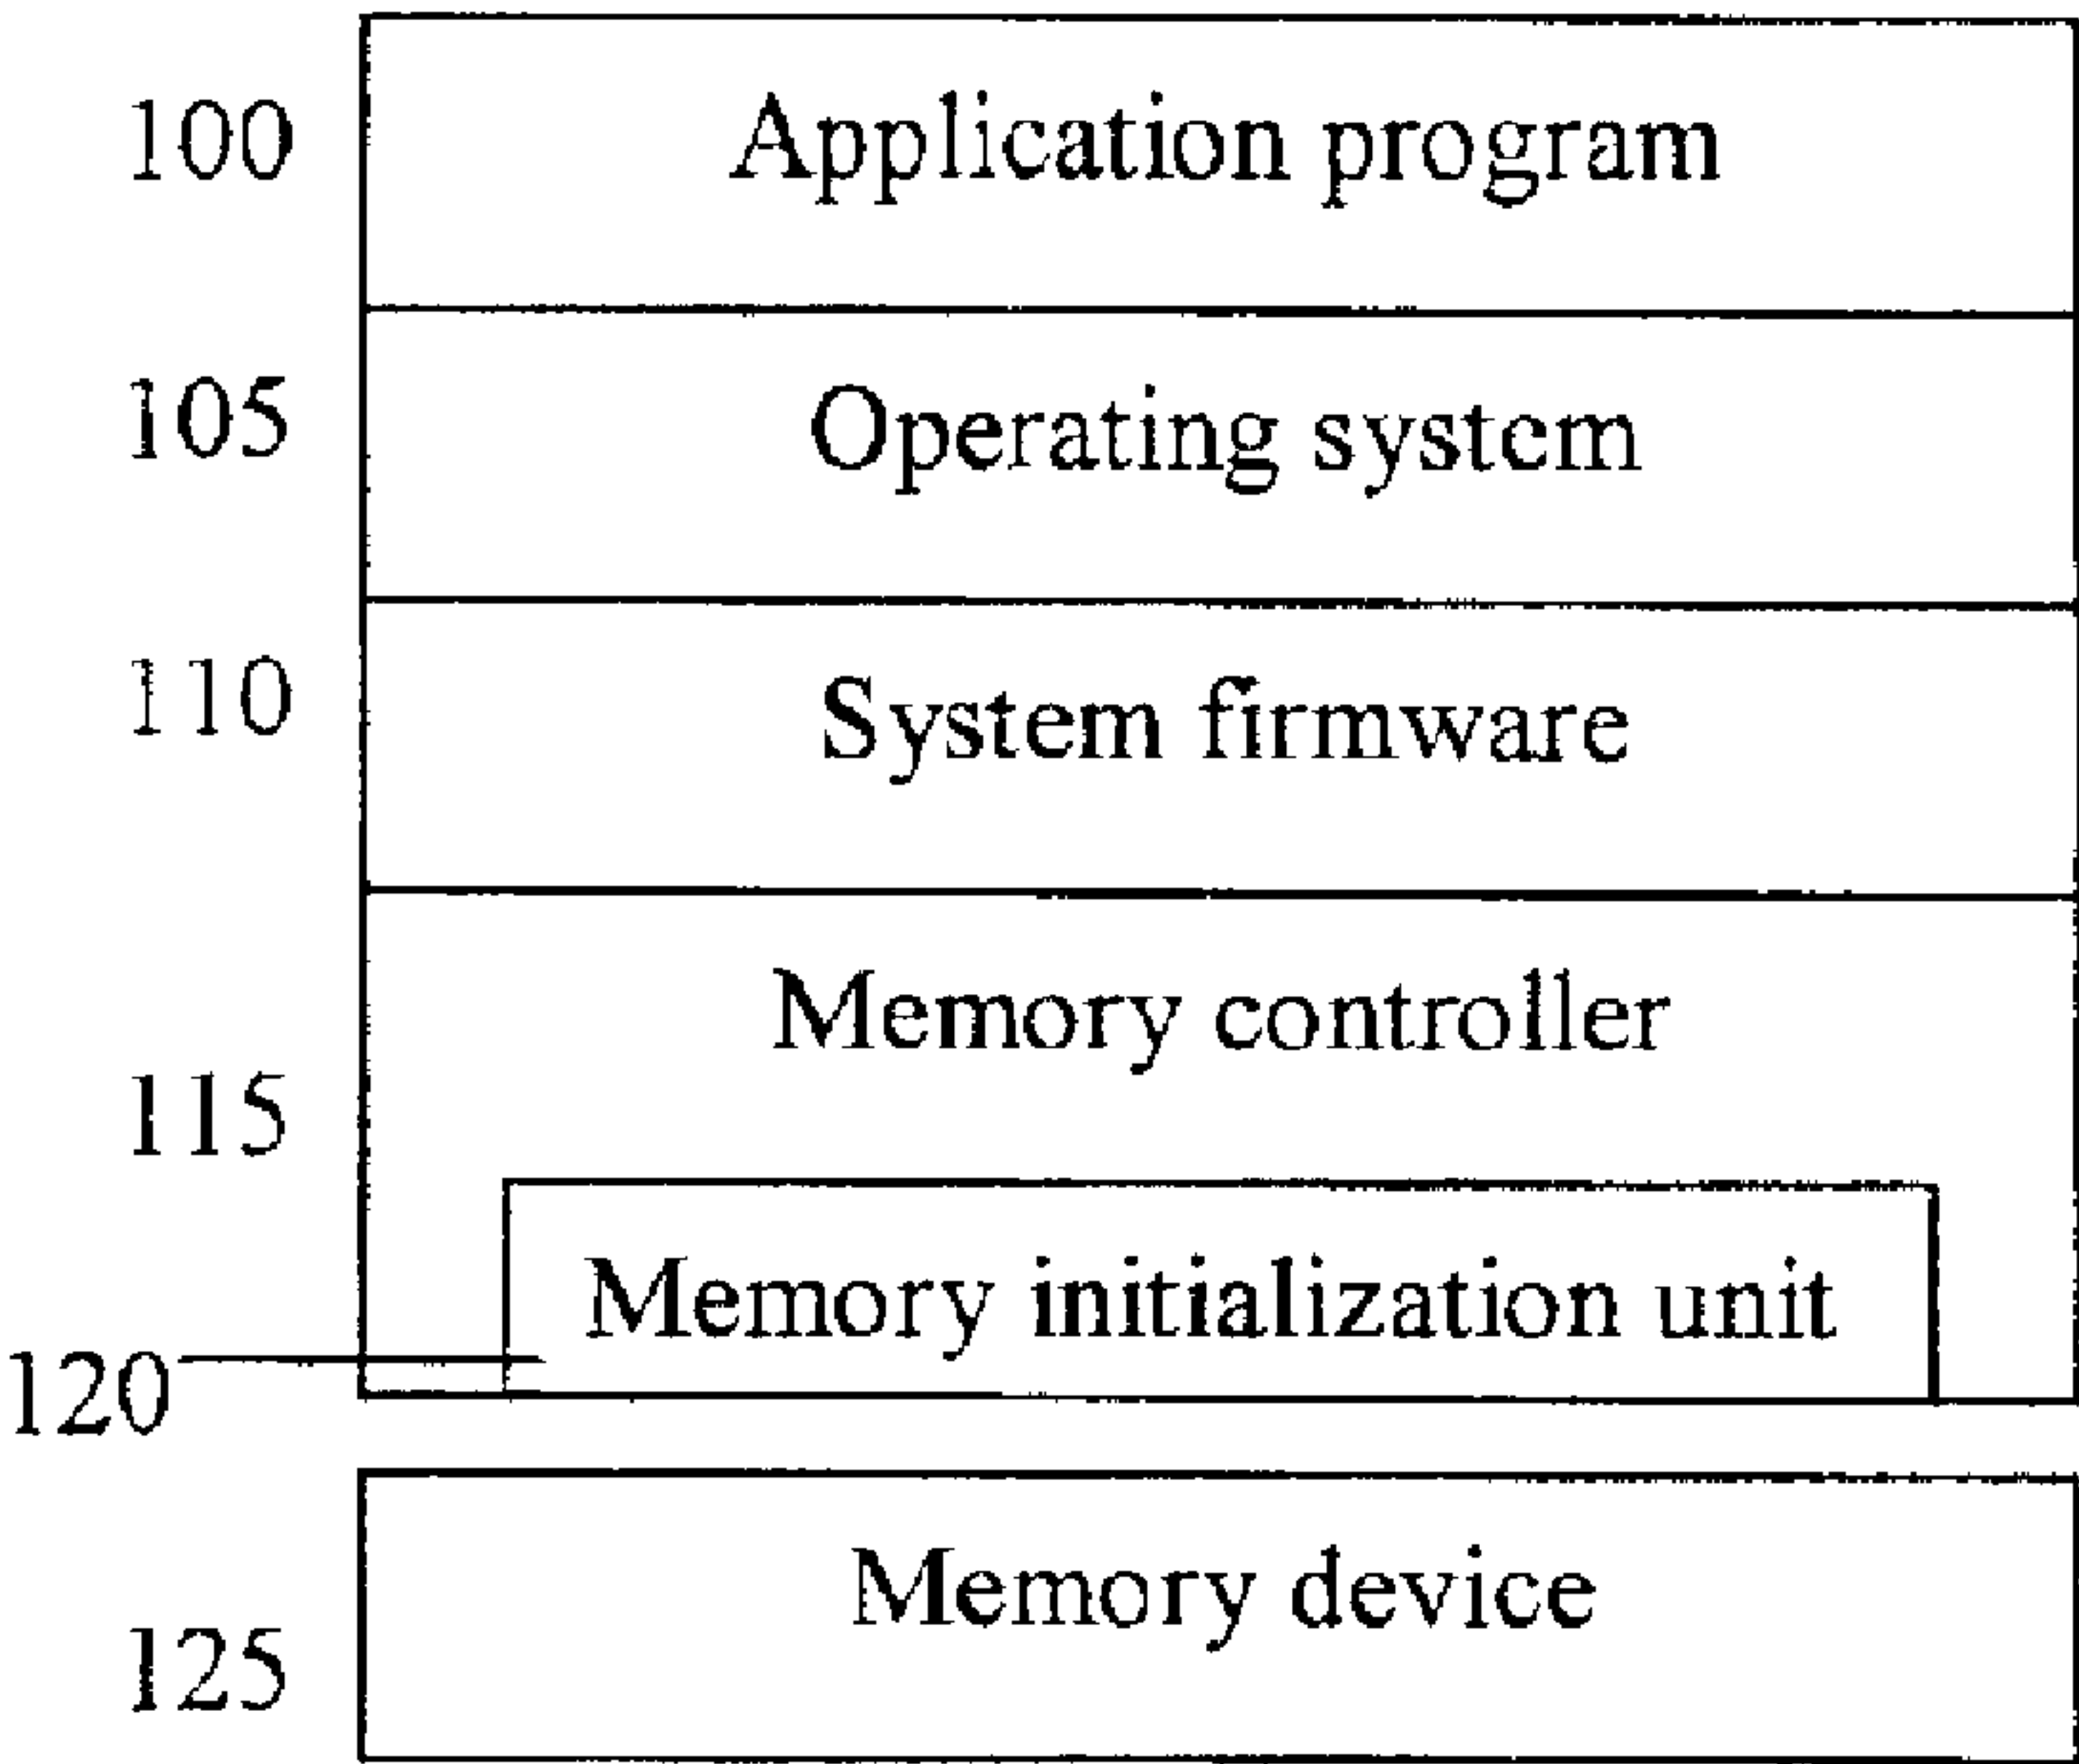 100 Application program
105 Operating system
110 System firmware
Memory controller
115
Memory initialization unit
120
Memory device
125